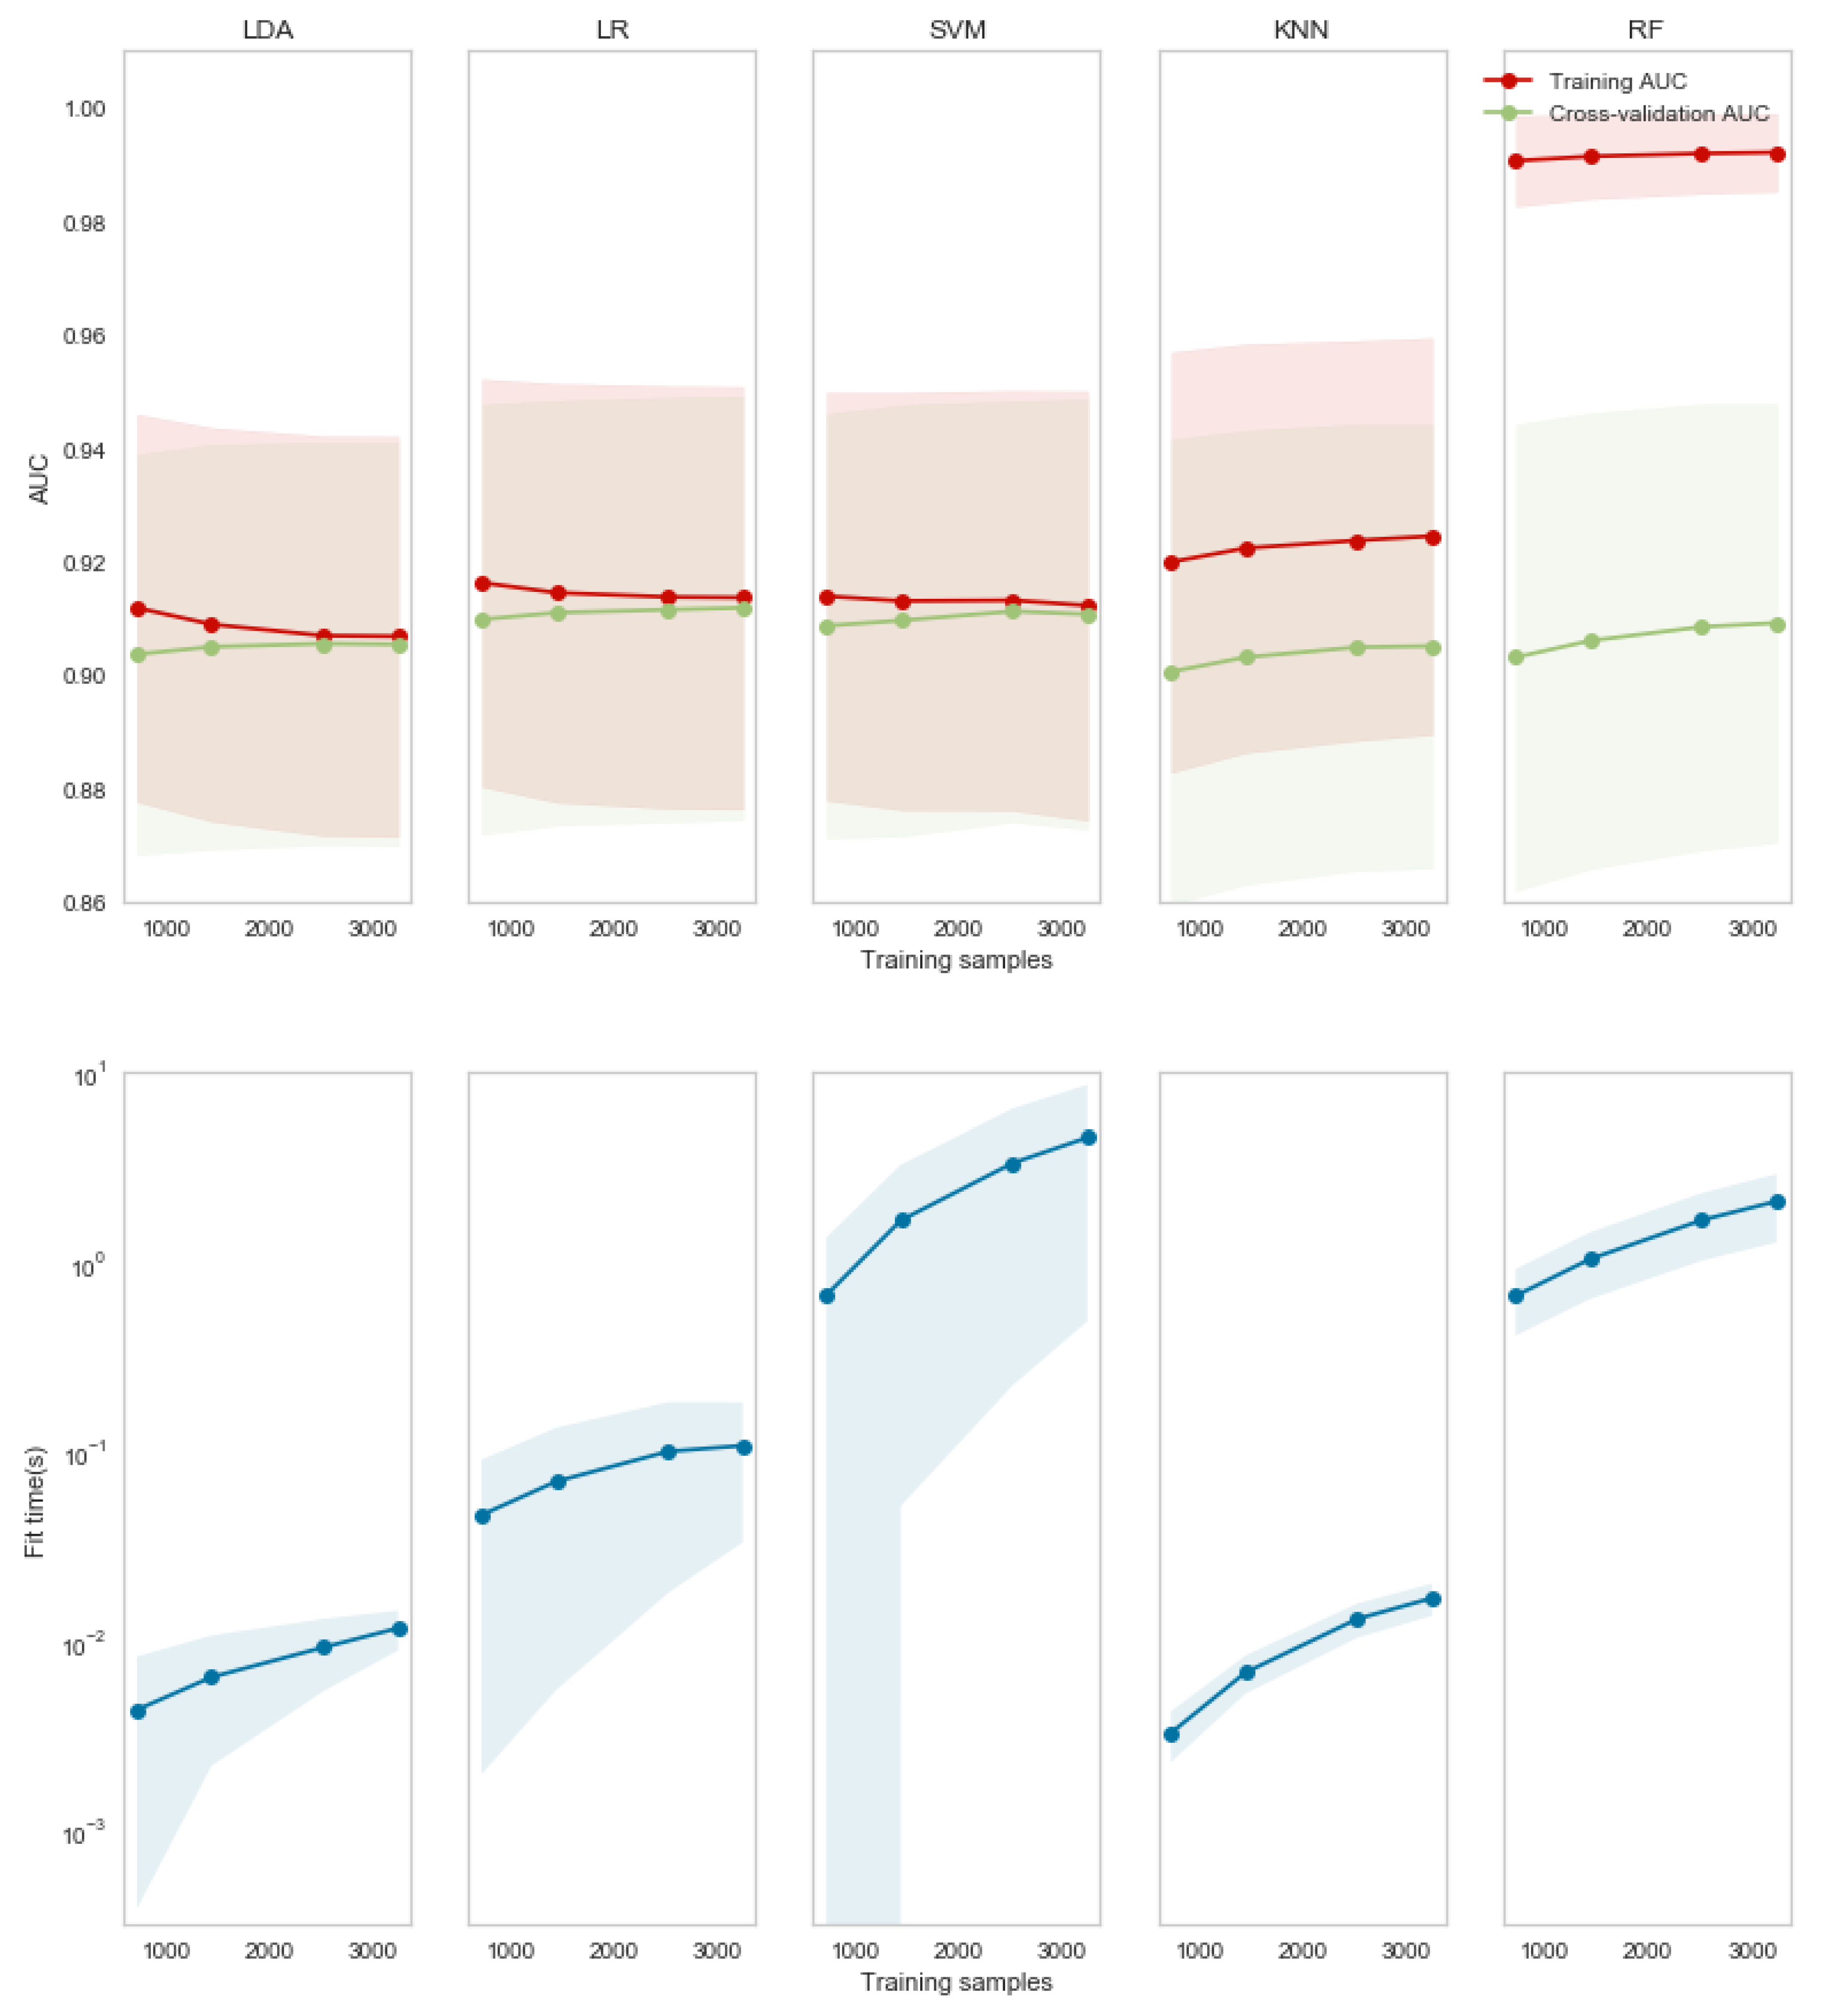 LDA LR SVM KNN RF
Training AUC
Cross-validation AUC
1.00
0.98
0.96
0.94
0.92
0.90
0.88
0.86
AUC
1000 2000 3000 1000 2000 3000 1000 2000 3000 1000 2000 3000 1000 2000 3000
Training samples
10^1
10^0
10^−1
10^−2
10^−3
Fit time(s)
1000 2000 3000 1000 2000 3000 1000 2000 3000 1000 2000 3000 1000 2000 3000
Training samples